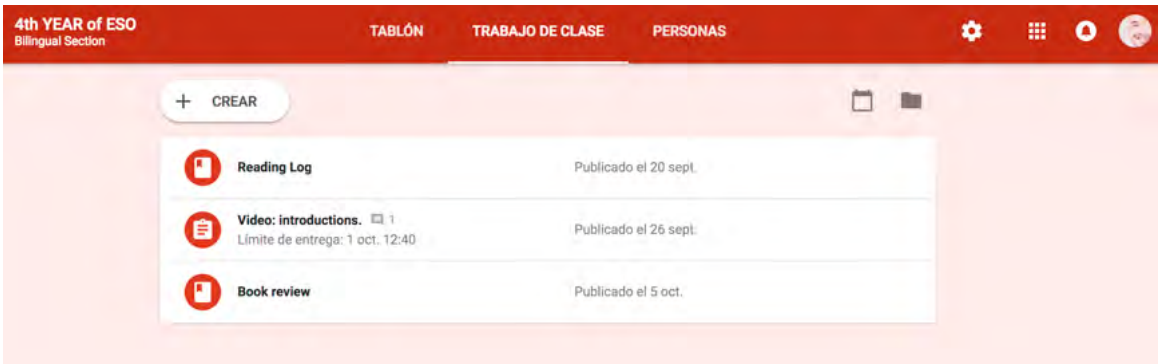 4th YEAR of ESO
Bilingual Section
TABLÓN
TRABAJO DE CLASE
PERSONAS
+ CREAR
Reading Log
Publicado el 20 sept.
Video: introductions. 1
Límite de entrega: 1 oct. 12:40
Publicado el 26 sept.
Book review
Publicado el 5 oct.